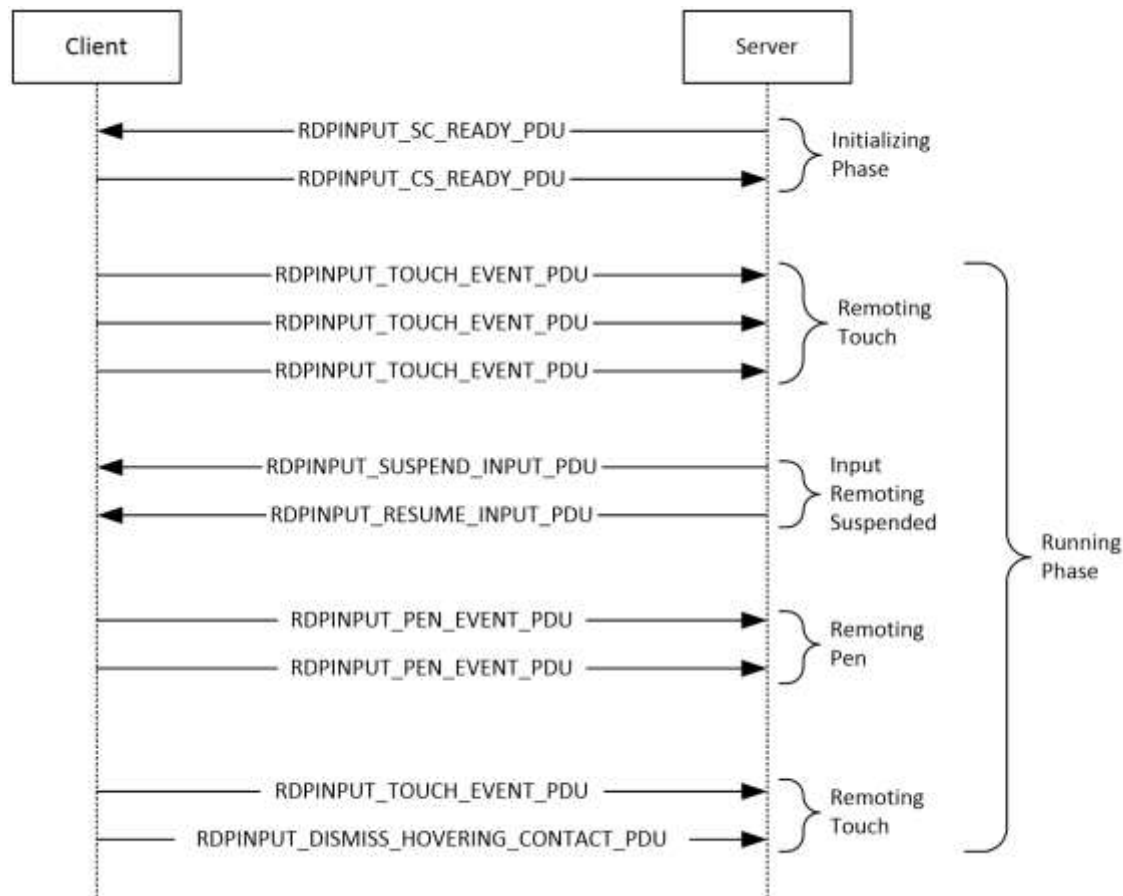 Client
Server
RDPINPUT_SC_READY_PDU
RDPINPUT_CS_READY_PDU
Initializing
Phase
RDPINPUT_TOUCH_EVENT_PDU
RDPINPUT_TOUCH_EVENT_PDU
RDPINPUT_TOUCH_EVENT_PDU
Remoting
Touch
RDPINPUT_SUSPEND_INPUT_PDU
RDPINPUT_RESUME_INPUT_PDU
Input
Remoting
Suspended
Running
Phase
RDPINPUT_PEN_EVENT_PDU
RDPINPUT_PEN_EVENT_PDU
Remoting
Pen
RDPINPUT_TOUCH_EVENT_PDU
RDPINPUT_DISMISS_HOVERING_CONTACT_PDU
Remoting
Touch